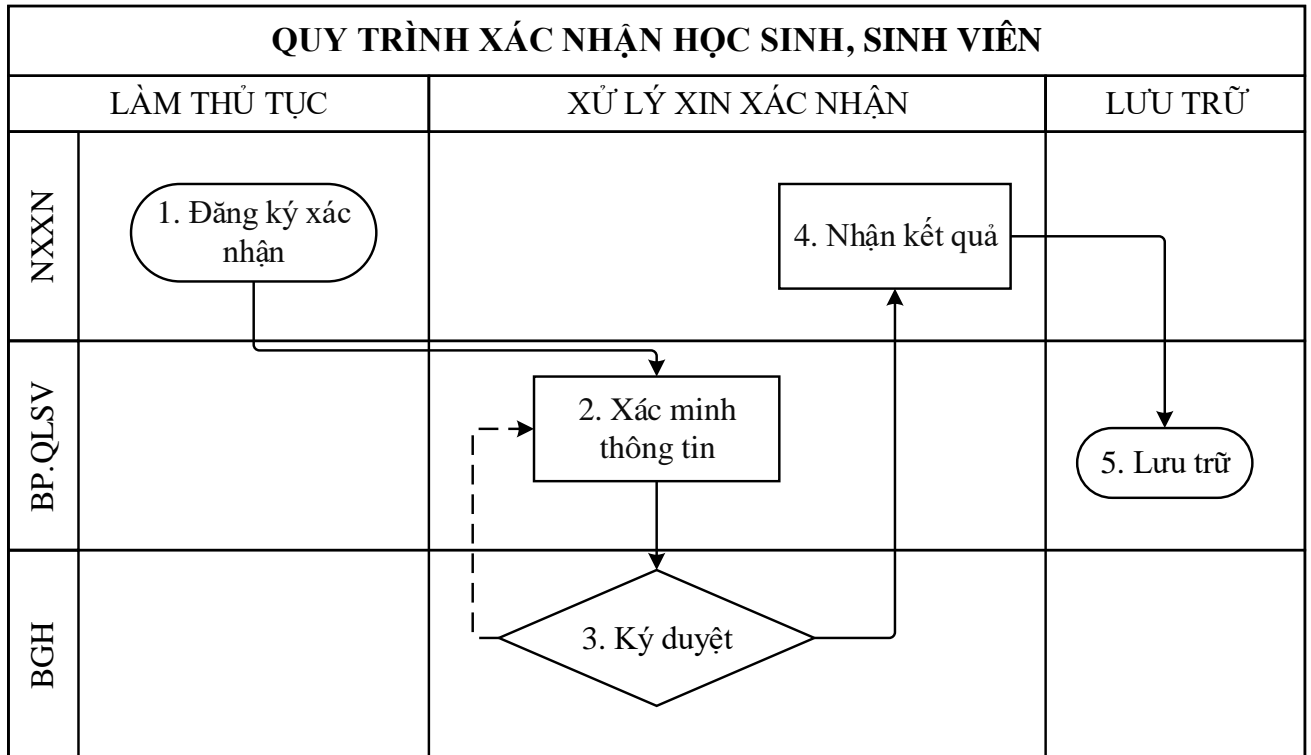 QUY TRÌNH XÁC NHẬN HỌC SINH, SINH VIÊN
LÀM THỦ TỤC
XỬ LÝ XIN XÁC NHẬN
LƯU TRỮ
NXXN
1. Đăng ký xác
nhận
4. Nhận kết quả
BP.QLSV
2. Xác minh
thông tin
5. Lưu trữ
BGH
3. Ký duyệt